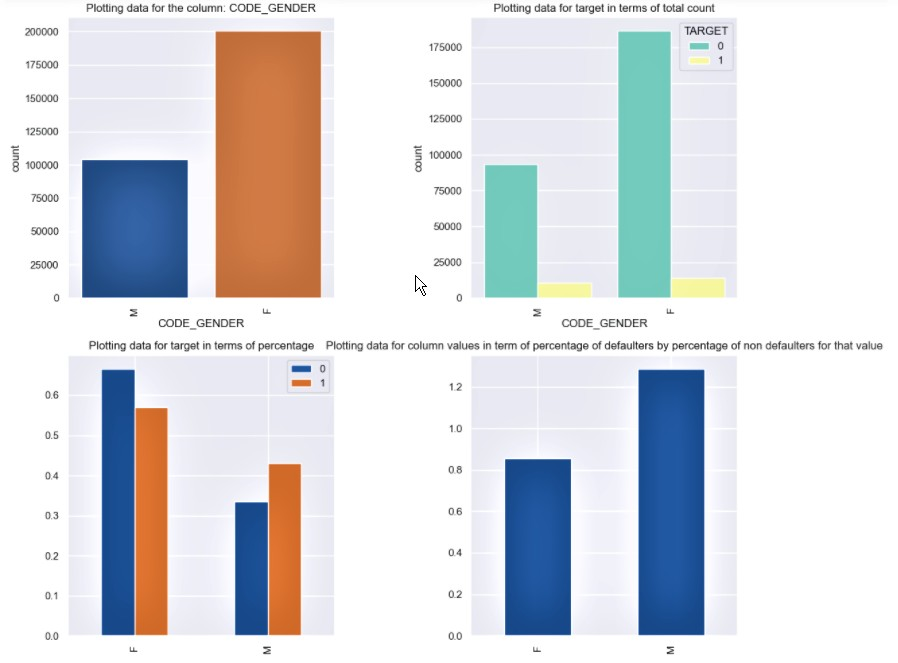 Plotting data for the column: CODE_GENDER
200000
175000
150000
125000
100000
75000
50000
25000
0
count
M
F
CODE_GENDER
Plotting data for target in terms of total count
TARGET
0
1
175000
150000
125000
100000
75000
50000
25000
0
count
M
F
CODE_GENDER
Plotting data for target in terms of percentage
0
1
0.6
0.5
0.4
0.3
0.2
0.1
0.0
F
M
Plotting data for column values in term of percentage of defaulters by percentage of non defaulters for that value
1.2
1.0
0.8
0.6
0.4
0.2
0.0
F
M